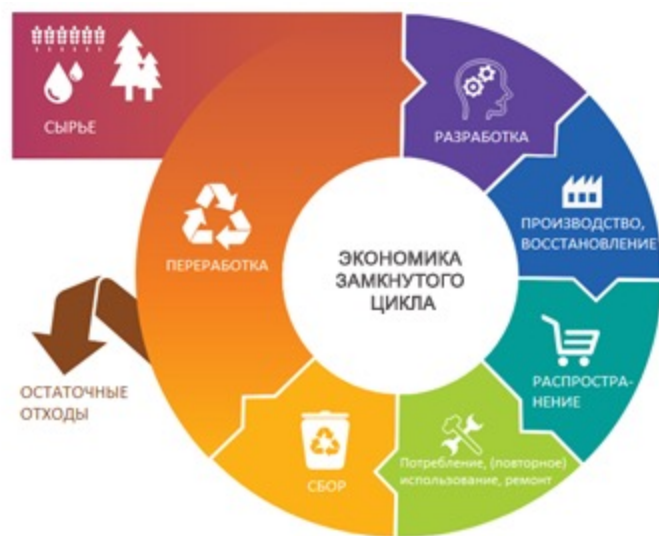 СЫРЬЕ
РАЗРАБОТКА
ПРОИЗВОДСТВО,
ВОССТАНОВЛЕНИЕ
ПЕРЕРАБОТКА
ЭКОНОМИКА
ЗАМКНУТОГО
ЦИКЛА
РАСПРОСТРА-
НЕНИЕ
ОСТАТОЧНЫЕ
ОТХОДЫ
Потребление, (повторное)
использование, ремонт
СБОР